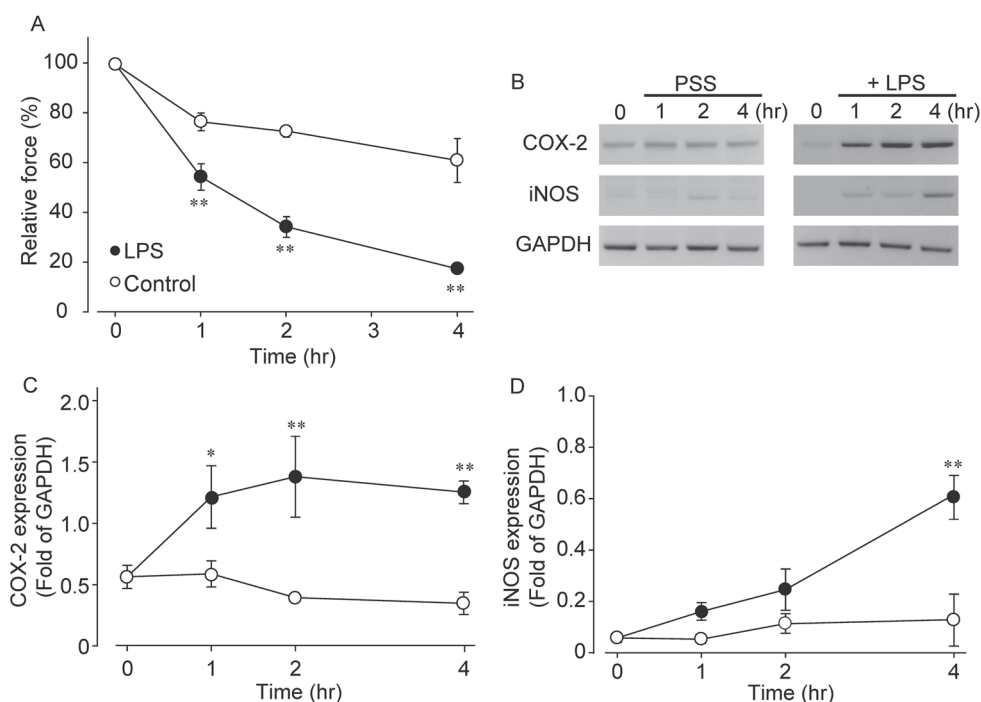 A
Relative force (%)
100
80
60
40
20
0
**
**
**
LPS
Control
0 1 2 3 4
Time (hr)
B
PSS + LPS
0 1 2 4 (hr) 0 1 2 4 (hr)
COX-2
iNOS
GAPDH
C
COX-2 expression
(Fold of GAPDH)
2.0
1.5
1.0
0.5
0
*
**
**
0 1 2 4
Time (hr)
D
iNOS expression
(Fold of GAPDH)
1.0
0.8
0.6
0.4
0.2
0
**
0 1 2 4
Time (hr)